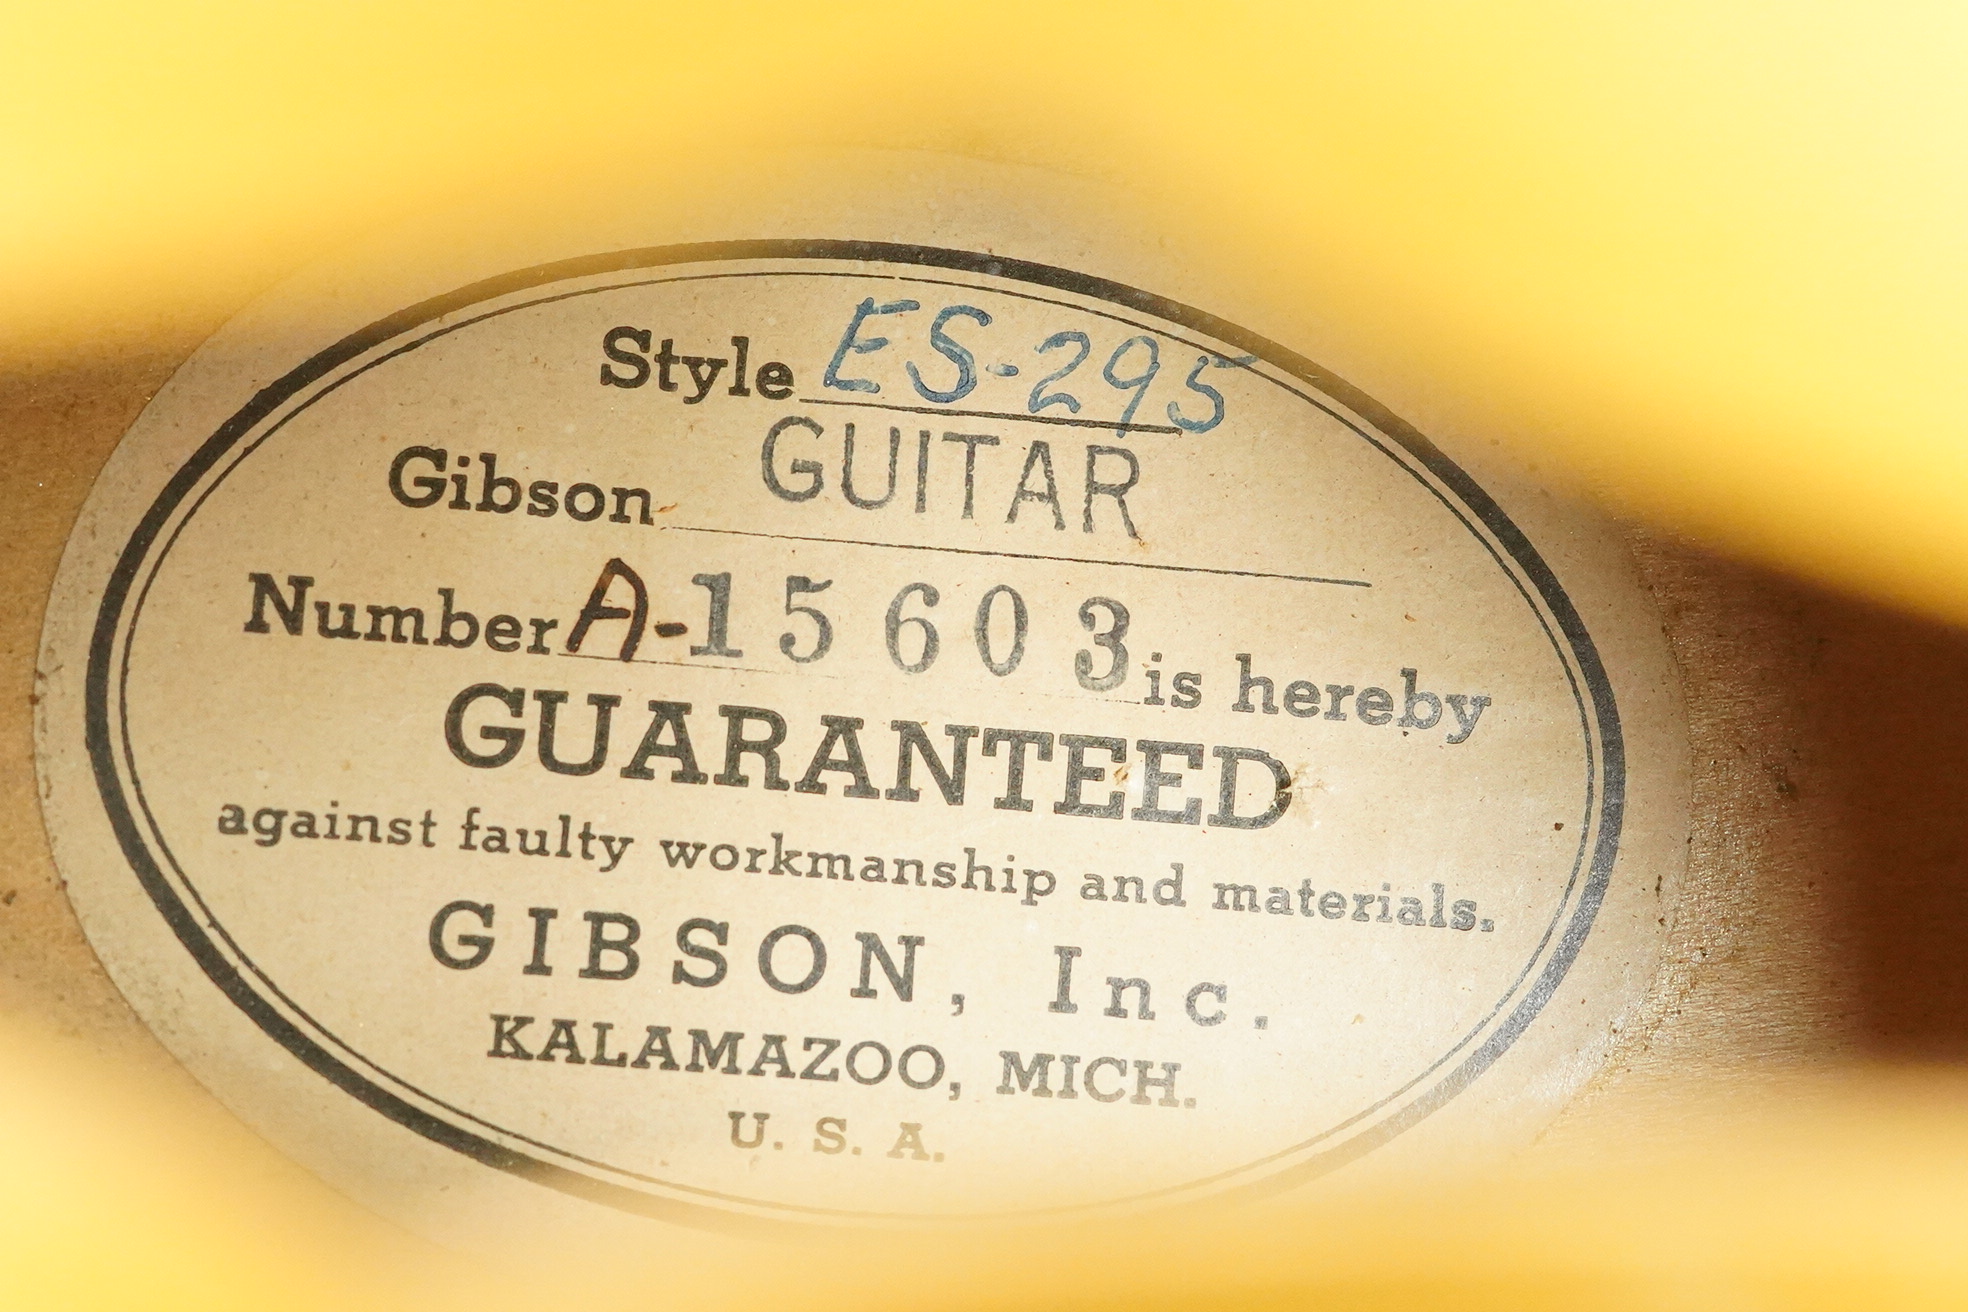 Style ES-295
Gibson GUITAR
Number A-15603 is hereby
GUARANTEED
against faulty workmanship and materials.
GIBSON, Inc.
KALAMAZOO, MICH.
U. S. A.